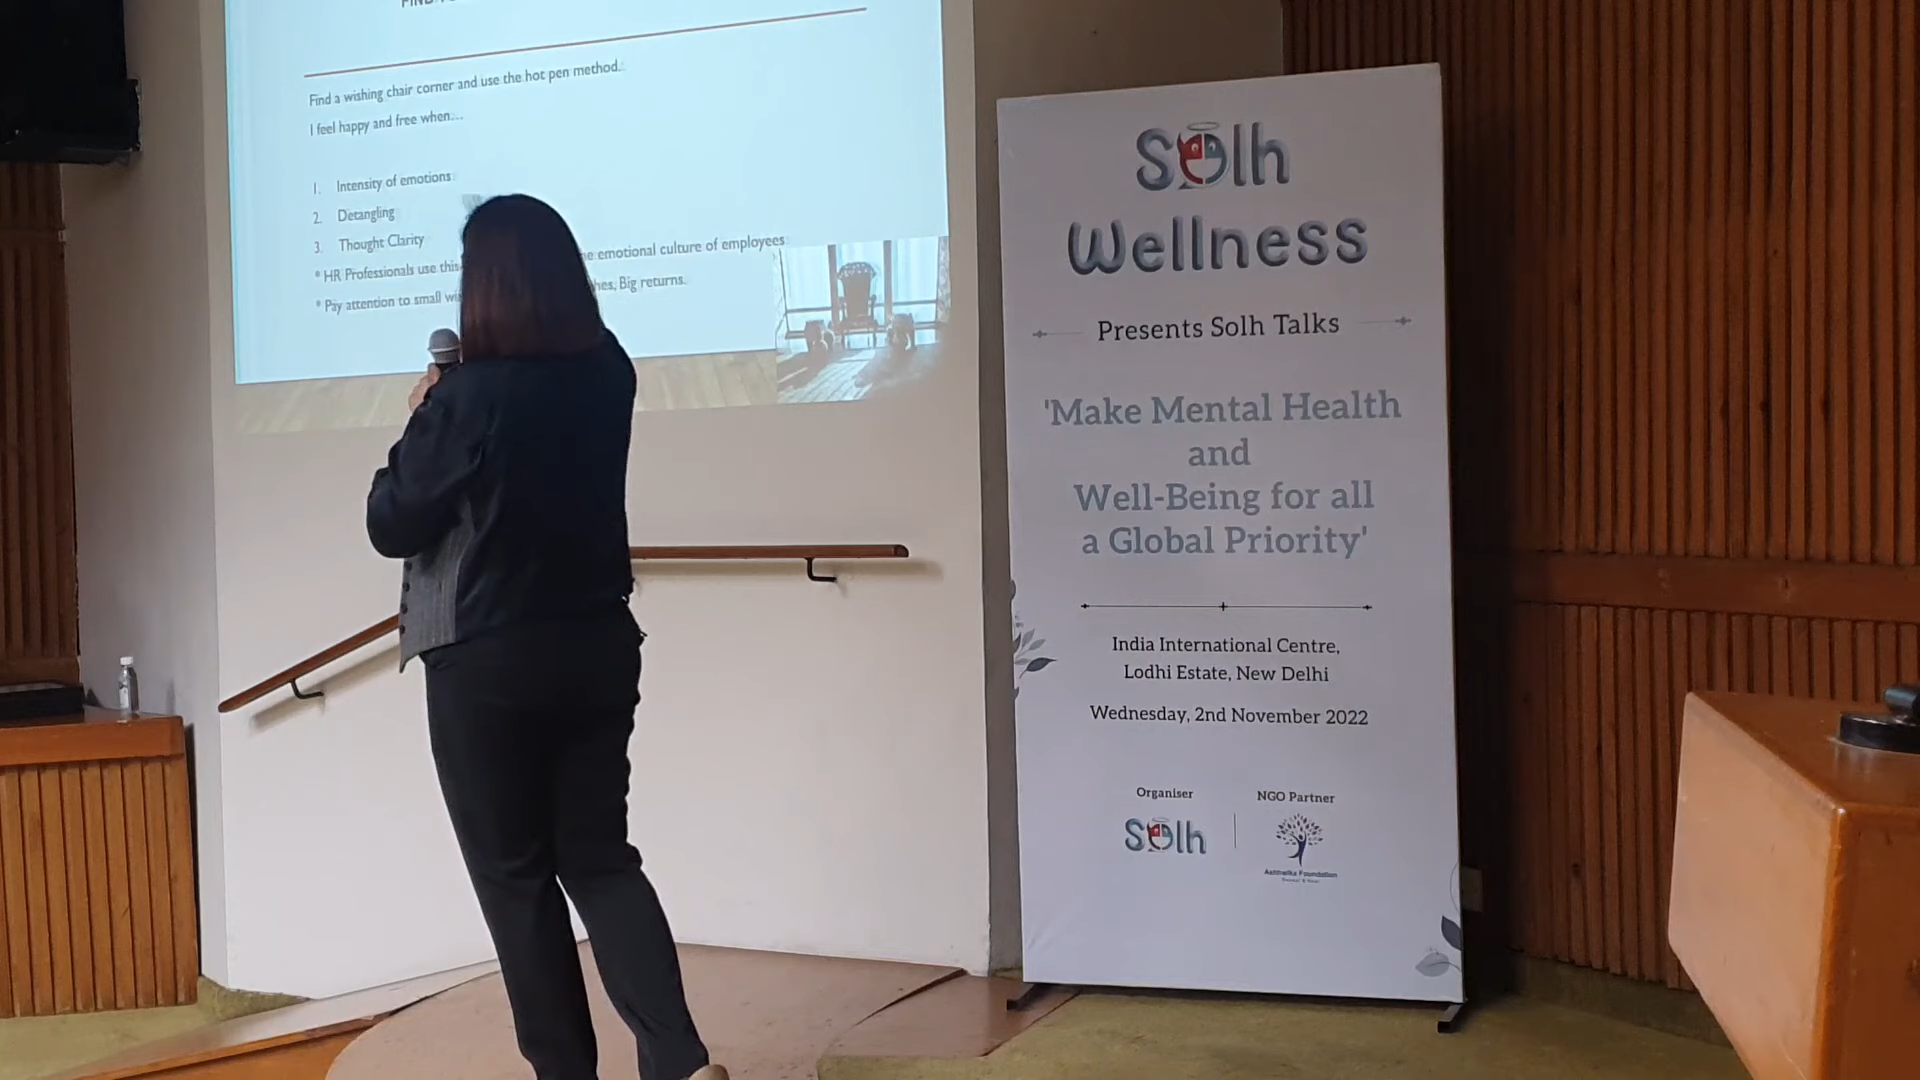 Find a wishing chair corner and use the hot pen method.
I feel happy and free when...
1. Intensity of emotions
2. Detangling
3. Thought Clarity
* HR Professionals use this emotional culture of employees
* Pay attention to small Big returns.
Solh
Wellness
Presents Solh Talks
'Make Mental Health
and
Well-Being for all
a Global Priority'
India International Centre,
Lodhi Estate, New Delhi
Wednesday, 2nd November 2022
Organiser
NGO Partner
Solh
Foundation